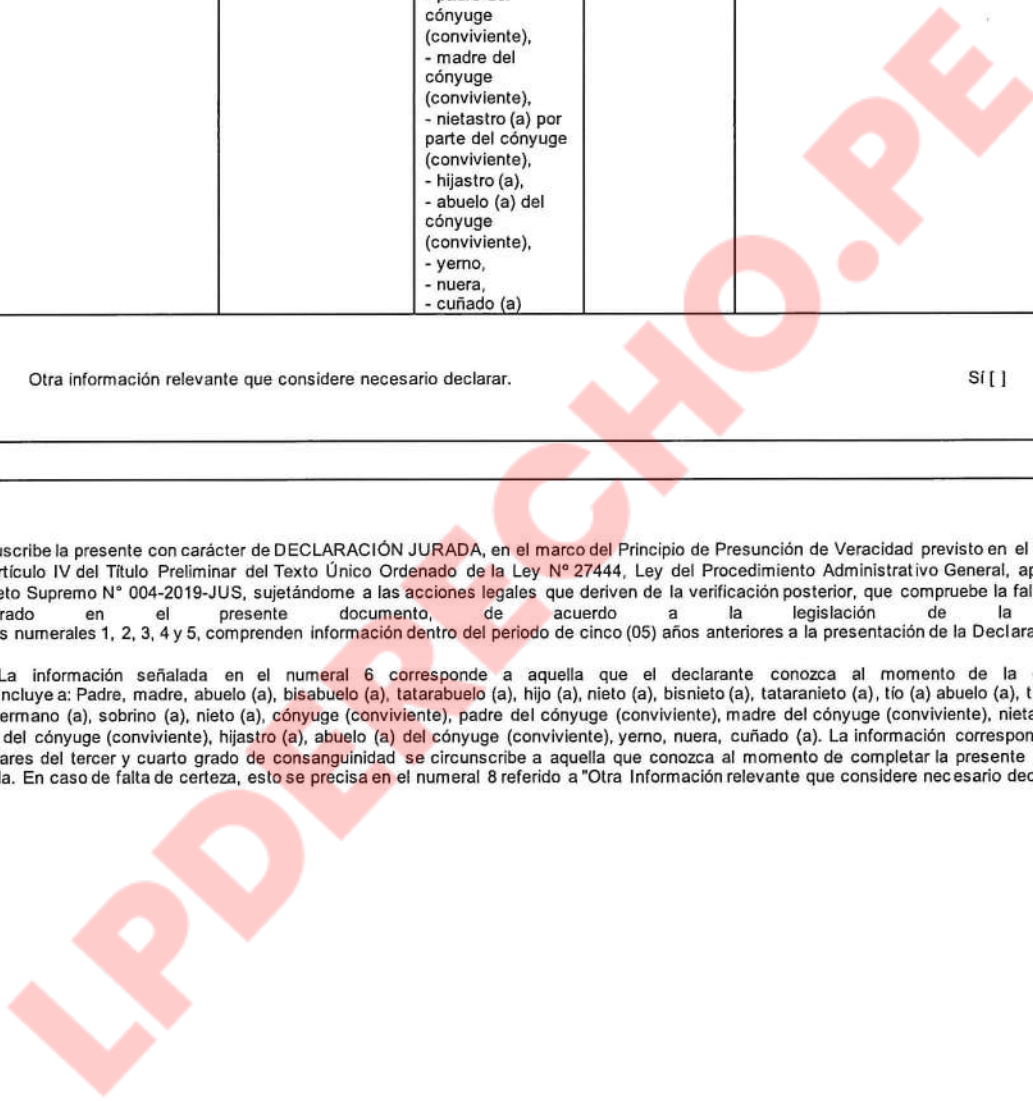 cónyuge
(conviviente),
- madre del
cónyuge
(conviviente),
- nietastro (a) por
parte del cónyuge
(conviviente),
- hijastro (a),
- abuelo (a) del
cónyuge
(conviviente),
- yerno,
- nuera,
- cuñado (a)
Otra información relevante que considere necesario declarar. Sí [ ]
uscribe la presente con carácter de DECLARACIÓN JURADA, en el marco del Principio de Presunción de Veracidad previsto en el
rtículo IV del Título Preliminar del Texto Único Ordenado de la Ley Nº 27444, Ley del Procedimiento Administrativo General, ap
eto Supremo N° 004-2019-JUS, sujetándome a las acciones legales que deriven de la verificación posterior, que compruebe la fal
rado en el presente documento, de acuerdo a la legislación de la
s numerales 1, 2, 3, 4 y 5, comprenden información dentro del periodo de cinco (05) años anteriores a la presentación de la Declara
La información señalada en el numeral 6 corresponde a aquella que el declarante conozca al momento de la
incluye a: Padre, madre, abuelo (a), bisabuelo (a), tatarabuelo (a), hijo (a), nieto (a), bisnieto (a), tataranieto (a), tío (a) abuelo (a), t
ermano (a), sobrino (a), nieto (a), cónyuge (conviviente), padre del cónyuge (conviviente), madre del cónyuge (conviviente), nieta
del cónyuge (conviviente), hijastro (a), abuelo (a) del cónyuge (conviviente), yerno, nuera, cuñado (a). La información correspon
ares del tercer y cuarto grado de consanguinidad se circunscribe a aquella que conozca al momento de completar la presente
la. En caso de falta de certeza, esto se precisa en el numeral 8 referido a "Otra Información relevante que considere necesario dec
LPDERECHO.PE